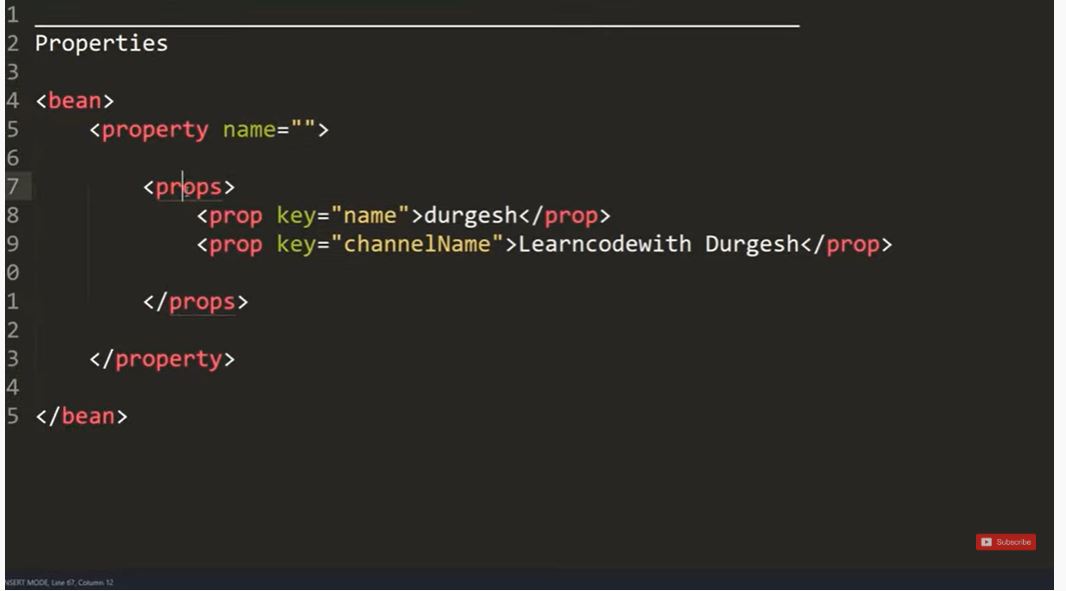 1
2 Properties
3
4 <bean>
5 <property name="">
6
7 <props>
8 <prop key="name">durgesh</prop>
9 <prop key="channelName">Learncodewith Durgesh</prop>
0
1 </props>
2
3 </property>
4
5 </bean>
Subscribe
NSERT MODE, Line 67, Column 12